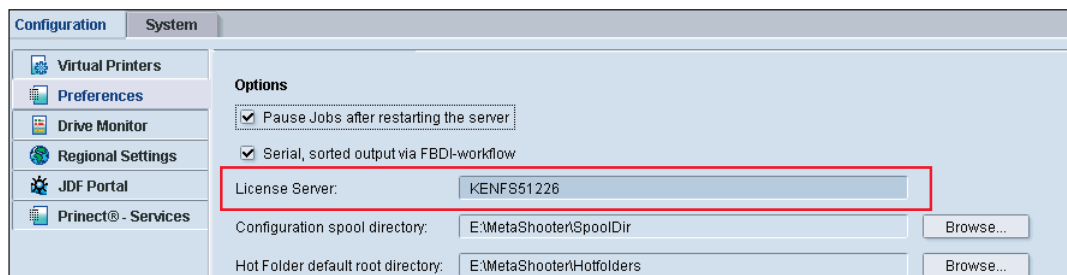 Configuration System
Virtual Printers
Preferences
Drive Monitor
Regional Settings
JDF Portal
Prinect® - Services
Options
Pause Jobs after restarting the server
Serial, sorted output via FBDI-workflow
License Server: KENFS51226
Configuration spool directory: E:\MetaShooter\SpoolDir Browse...
Hot Folder default root directory: E:\MetaShooter\Hotfolders Browse...